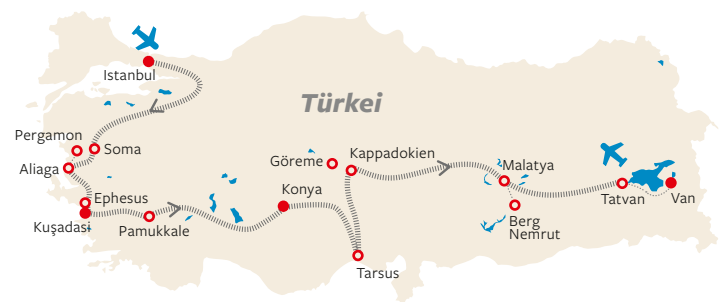 Istanbul
Türkei
Pergamon
Soma
Aliaga
Göreme
Kappadokien
Malatya
Ephesus
Konya
Kuşadasi
Pamukkale
Tatvan
Van
Berg
Nemrut
Tarsus